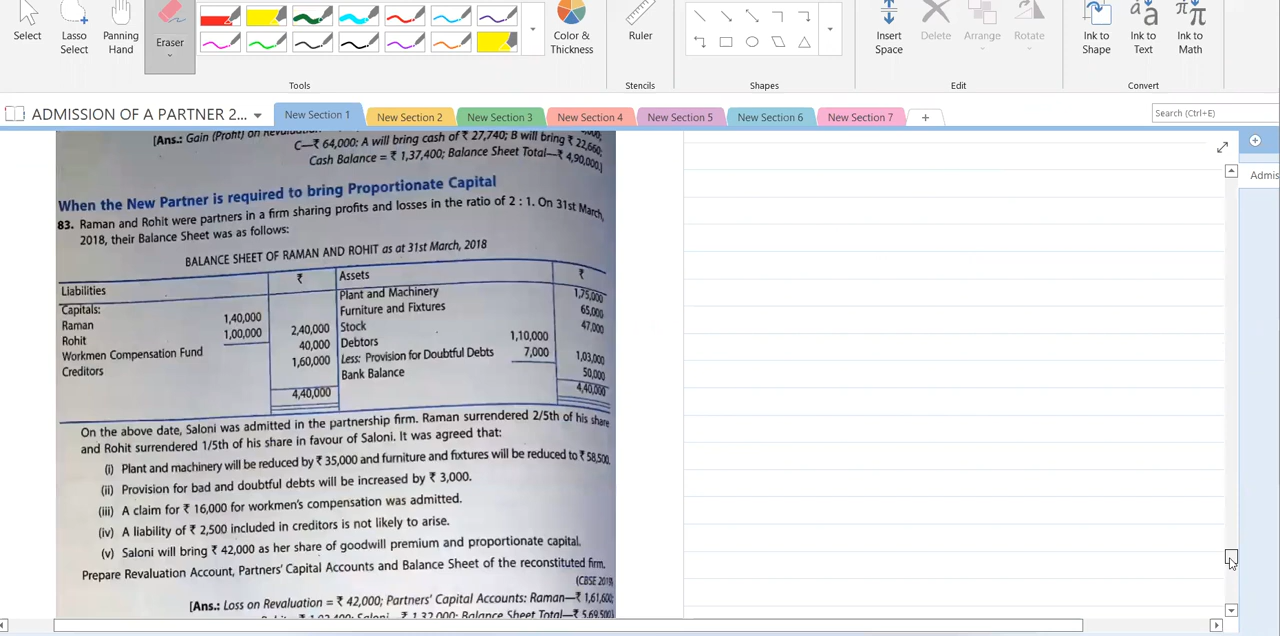 Select
Lasso Select
Panning Hand
Eraser
Color & Thickness
Ruler
Insert Space
Delete
Arrange
Rotate
Ink to Shape
Ink to Text
Ink to Math
Tools
Stencils
Shapes
Edit
Convert
ADMISSION OF A PARTNER 2...
New Section 1
New Section 2
New Section 3
New Section 4
New Section 5
New Section 6
New Section 7
+
Search (Ctrl+E)
Admis
[Ans.: Gain (Profit) on
C—₹ 64,000: A will bring cash of ₹ 27,740; B will bring ₹ 22,660;
Cash Balance = ₹ 1,37,400; Balance Sheet Total—₹ 4,90,000.]
When the New Partner is required to bring Proportionate Capital
83. Raman and Rohit were partners in a firm sharing profits and losses in the ratio of 2 : 1. On 31st March,
2018, their Balance Sheet was as follows:
BALANCE SHEET OF RAMAN AND ROHIT as at 31st March, 2018
Liabilities ₹ Assets ₹
Capitals: Plant and Machinery 1,75,000
Raman 1,40,000 Furniture and Fixtures 65,000
Rohit 1,00,000 2,40,000 Stock 47,000
Workmen Compensation Fund 40,000 Debtors 1,10,000
Creditors 1,60,000 Less: Provision for Doubtful Debts 7,000 1,03,000
Bank Balance 50,000
4,40,000 4,40,000
On the above date, Saloni was admitted in the partnership firm. Raman surrendered 2/5th of his share
and Rohit surrendered 1/5th of his share in favour of Saloni. It was agreed that:
(i) Plant and machinery will be reduced by ₹ 35,000 and furniture and fixtures will be reduced to ₹ 58,500.
(ii) Provision for bad and doubtful debts will be increased by ₹ 3,000.
(iii) A claim for ₹ 16,000 for workmen's compensation was admitted.
(iv) A liability of ₹ 2,500 included in creditors is not likely to arise.
(v) Saloni will bring ₹ 42,000 as her share of goodwill premium and proportionate capital.
Prepare Revaluation Account, Partners' Capital Accounts and Balance Sheet of the reconstituted firm.
(CBSE 2019)
[Ans.: Loss on Revaluation = ₹ 42,000; Partners' Capital Accounts: Raman—₹ 1,61,600;
₹ 1,32,000; Balance Sheet Total—₹ 5,69,500]